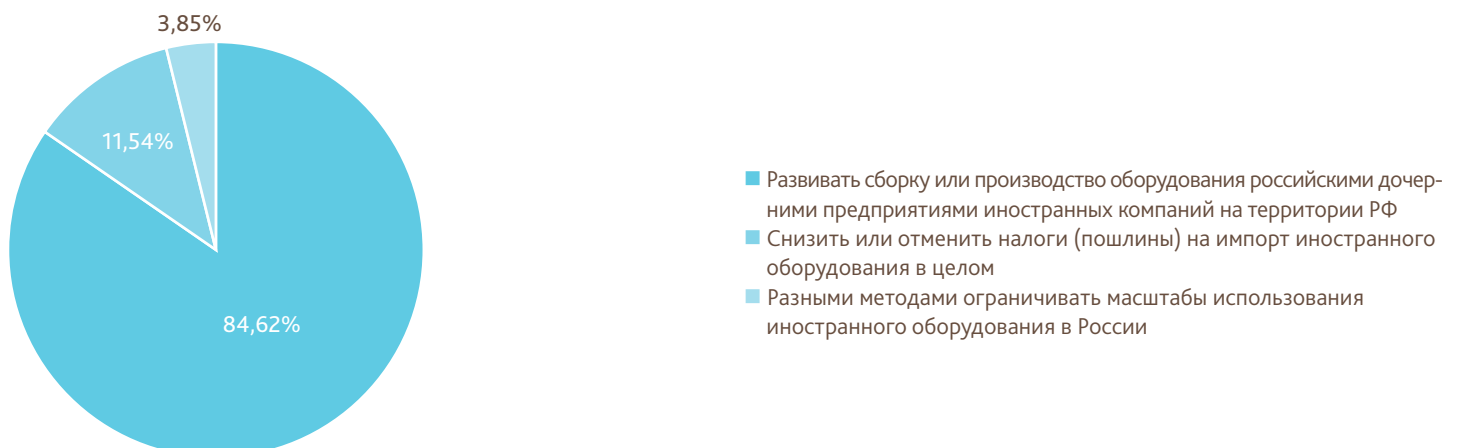 3,85%
11,54%
84,62%
Развивать сборку или производство оборудования российскими дочер-
ними предприятиями иностранных компаний на территории РФ
Снизить или отменить налоги (пошлины) на импорт иностранного
оборудования в целом
Разными методами ограничивать масштабы использования
иностранного оборудования в России